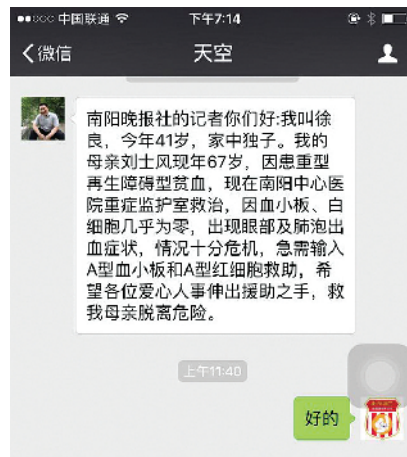 中国联通 下午7:14
微信 天空
南阳晚报社的记者你们好:我叫徐
良，今年41岁，家中独子。我的
母亲刘士风现年67岁，因患重型
再生障碍型贫血，现在南阳中心医
院重症监护室救治，因血小板、白
细胞几乎为零，出现眼部及肺泡出
血症状，情况十分危机，急需输入
A型血小板和A型红细胞救助，希
望各位爱心人事伸出援助之手，救
我母亲脱离危险。
上午11:40
好的